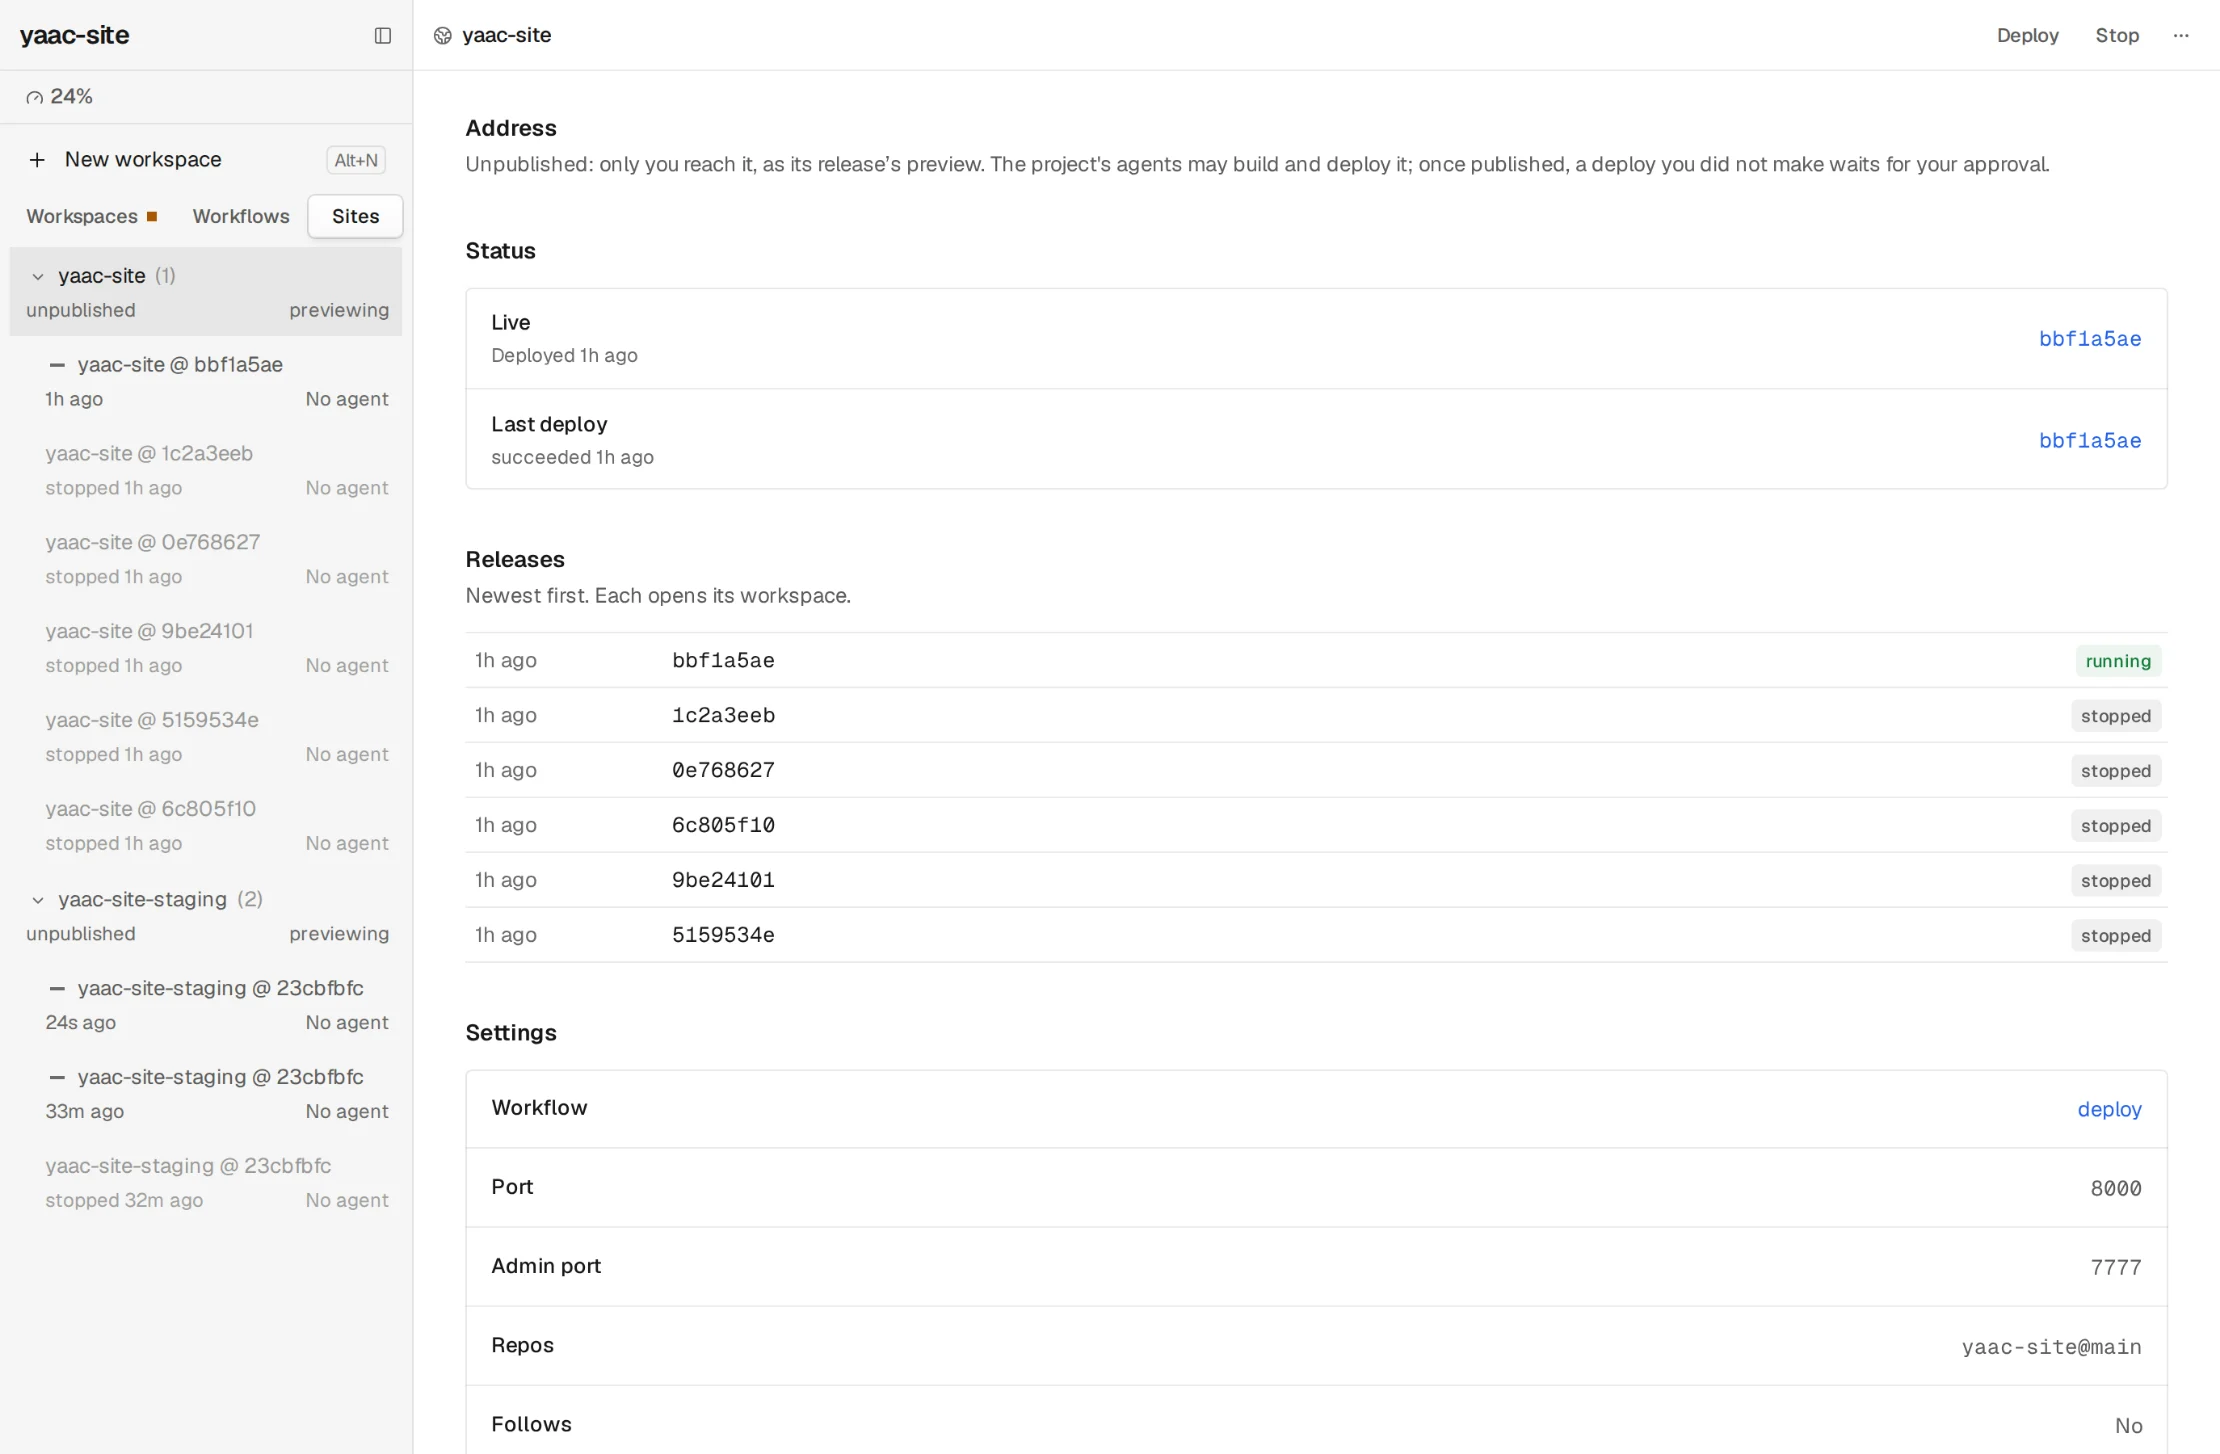 yaac-site
24%
New workspace
Alt+N
Workspaces
Workflows
Sites
yaac-site (1)
unpublished
previewing
yaac-site @ bbf1a5ae
1h ago
No agent
yaac-site @ 1c2a3eeb
stopped 1h ago
No agent
yaac-site @ 0e768627
stopped 1h ago
No agent
yaac-site @ 9be24101
stopped 1h ago
No agent
yaac-site @ 5159534e
stopped 1h ago
No agent
yaac-site @ 6c805f10
stopped 1h ago
No agent
yaac-site-staging (2)
unpublished
previewing
yaac-site-staging @ 23cbfbfc
24s ago
No agent
yaac-site-staging @ 23cbfbfc
33m ago
No agent
yaac-site-staging @ 23cbfbfc
stopped 32m ago
No agent
yaac-site
Deploy
Stop
Address
Unpublished: only you reach it, as its release’s preview. The project's agents may build and deploy it; once published, a deploy you did not make waits for your approval.
Status
Live
Deployed 1h ago
bbf1a5ae
Last deploy
succeeded 1h ago
bbf1a5ae
Releases
Newest first. Each opens its workspace.
1h ago bbf1a5ae running
1h ago 1c2a3eeb stopped
1h ago 0e768627 stopped
1h ago 6c805f10 stopped
1h ago 9be24101 stopped
1h ago 5159534e stopped
Settings
Workflow deploy
Port 8000
Admin port 7777
Repos yaac-site@main
Follows No